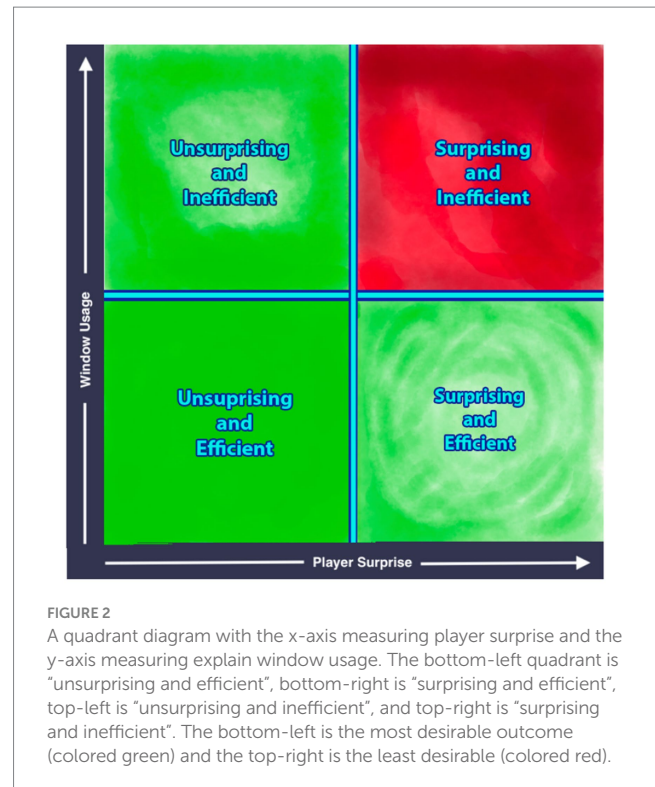 Window Usage
Unsurprising
and
Inefficient
Surprising
and
Inefficient
Unsuprising
and
Efficient
Surprising
and
Efficient
Player Surprise
FIGURE 2
A quadrant diagram with the x-axis measuring player surprise and the
y-axis measuring explain window usage. The bottom-left quadrant is
“unsurprising and efficient”, bottom-right is “surprising and efficient”,
top-left is “unsurprising and inefficient”, and top-right is “surprising
and inefficient”. The bottom-left is the most desirable outcome
(colored green) and the top-right is the least desirable (colored red).